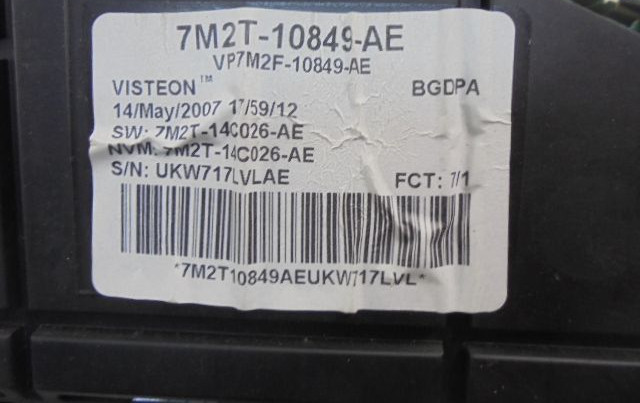 7M2T-10849-AE
VP7M2F-10849-AE
VISTEON™ BGDPA
14/May/2007 17/59/12
SW: 7M2T-14C026-AE
NVM: 7M2T-14C026-AE
S/N: UKW717LVLAE FCT: 7/1
*7M2T10849AEUKW717LVL*